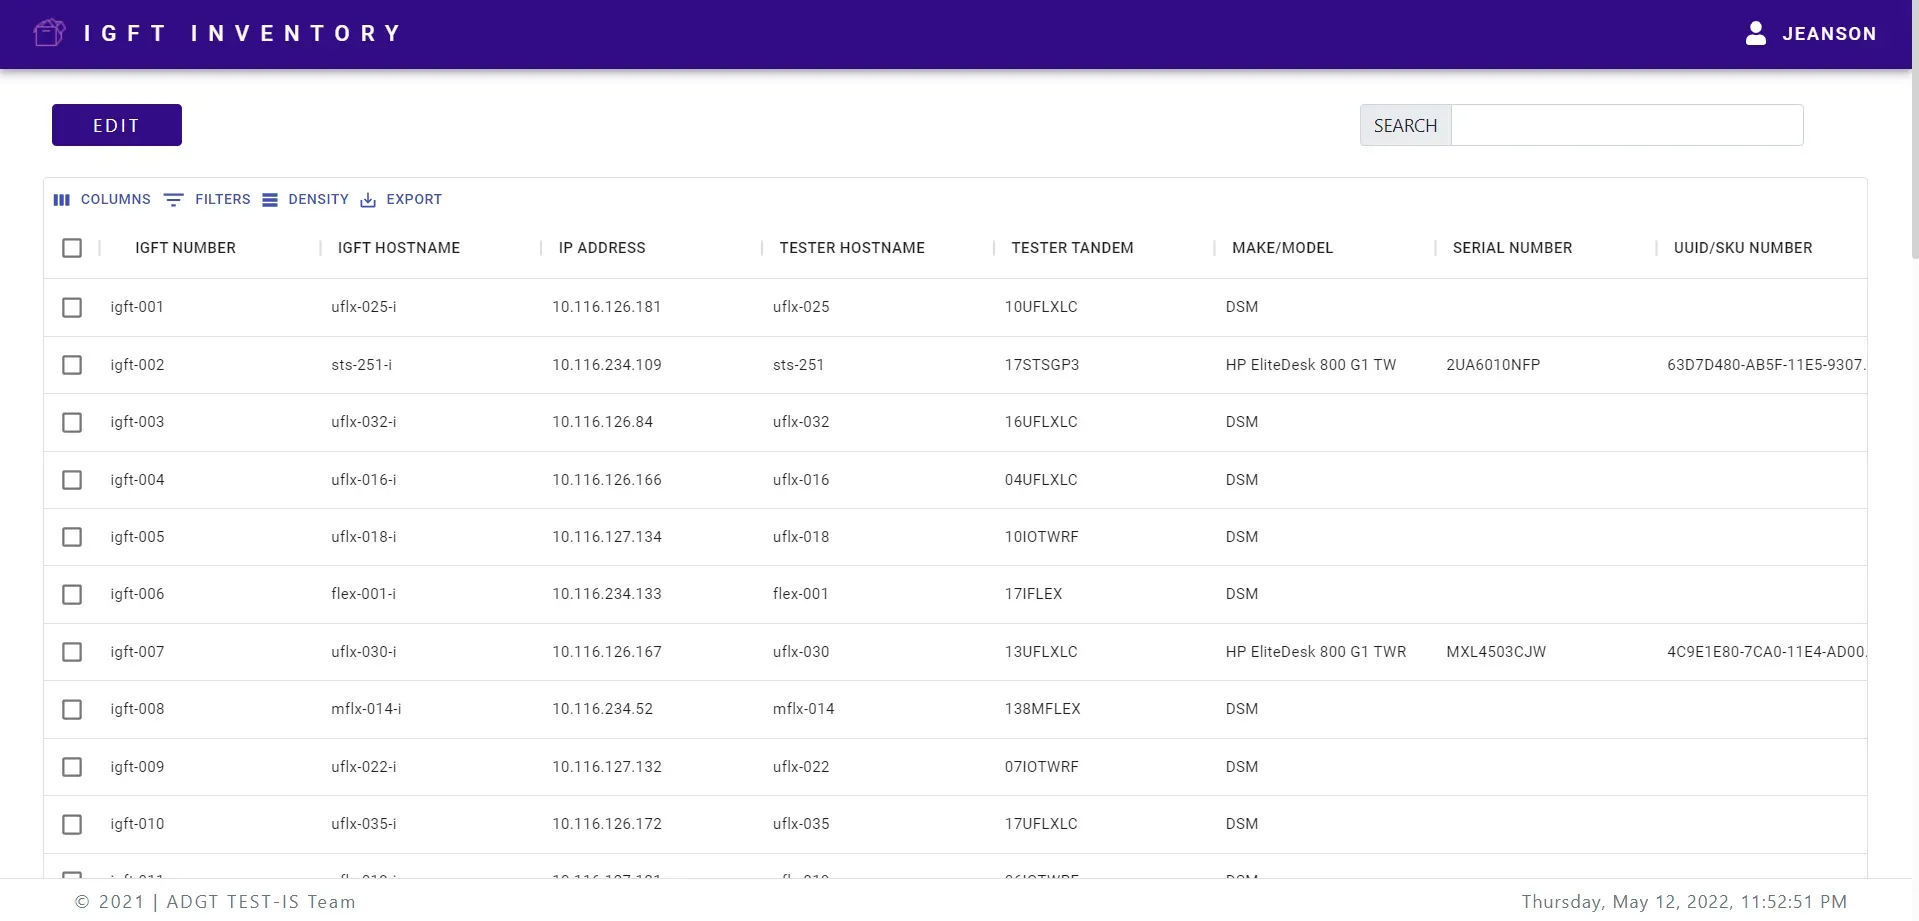 IGFT INVENTORY JEANSON
EDIT SEARCH
COLUMNS FILTERS DENSITY EXPORT
IGFT NUMBER IGFT HOSTNAME IP ADDRESS TESTER HOSTNAME TESTER TANDEM MAKE/MODEL SERIAL NUMBER UUID/SKU NUMBER
igft-001 uflx-025-i 10.116.126.181 uflx-025 10UFLXLC DSM
igft-002 sts-251-i 10.116.234.109 sts-251 17STSGP3 HP EliteDesk 800 G1 TW 2UA6010NFP 63D7D480-AB5F-11E5-9307.
igft-003 uflx-032-i 10.116.126.84 uflx-032 16UFLXLC DSM
igft-004 uflx-016-i 10.116.126.166 uflx-016 04UFLXLC DSM
igft-005 uflx-018-i 10.116.127.134 uflx-018 10IOTWRF DSM
igft-006 flex-001-i 10.116.234.133 flex-001 17IFLEX DSM
igft-007 uflx-030-i 10.116.126.167 uflx-030 13UFLXLC HP EliteDesk 800 G1 TWR MXL4503CJW 4C9E1E80-7CA0-11E4-AD00.
igft-008 mflx-014-i 10.116.234.52 mflx-014 138MFLEX DSM
igft-009 uflx-022-i 10.116.127.132 uflx-022 07IOTWRF DSM
igft-010 uflx-035-i 10.116.126.172 uflx-035 17UFLXLC DSM
© 2021 | ADGT TEST-IS Team Thursday, May 12, 2022, 11:52:51 PM